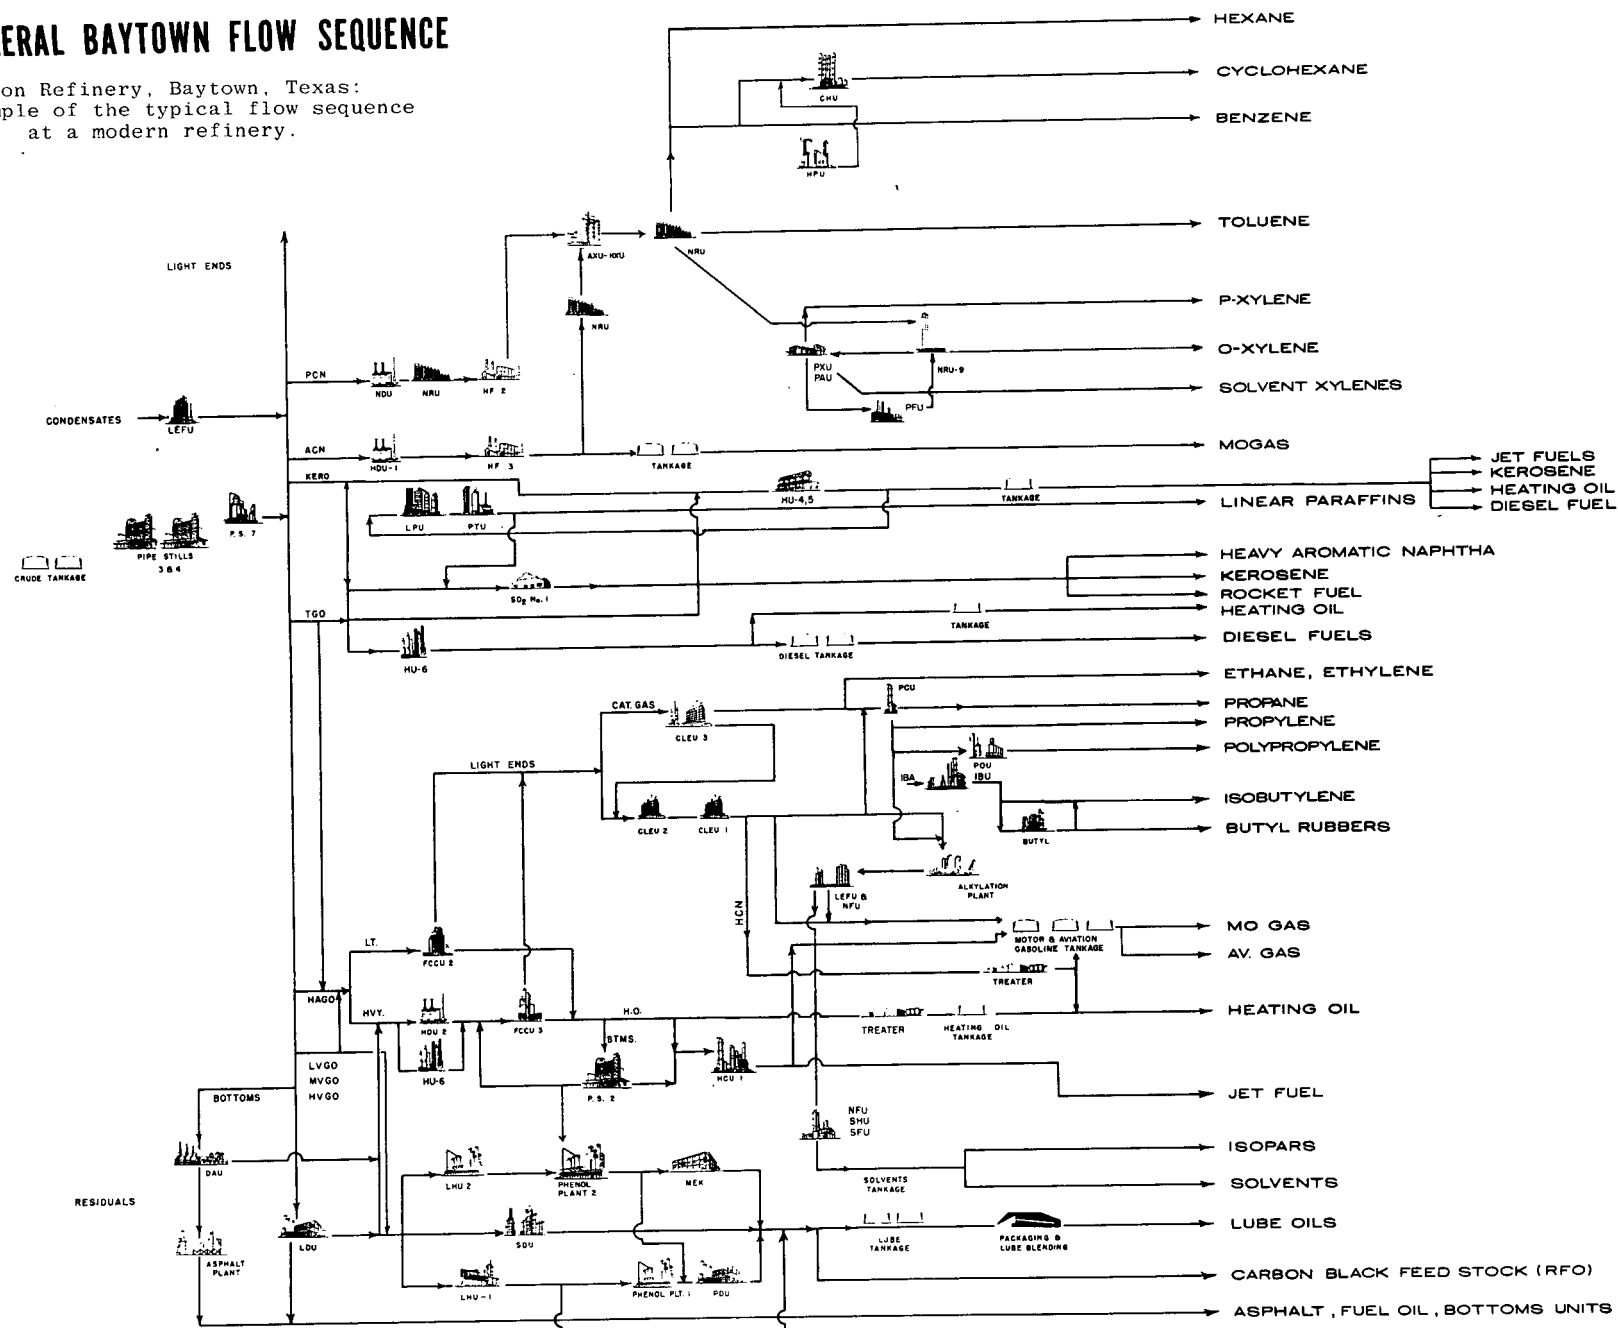 ERAL BAYTOWN FLOW SEQUENCE
on Refinery, Baytown, Texas:
ple of the typical flow sequence
at a modern refinery.
HEXANE
CYCLOHEXANE
CHU
BENZENE
HPU
TOLUENE
AXU-HXU
NRU
LIGHT ENDS
NRU
P-XYLENE
O-XYLENE
PXU
PAU
NRU-9
SOLVENT XYLENES
PFU
PCN
NDU
NRU
HF 2
CONDENSATES
LEFU
ACN
HDU-1
HF 3
TANKAGE
MOGAS
KERO
HU-4,5
TANKAGE
JET FUELS
KEROSENE
HEATING OIL
DIESEL FUEL
LPU
PTU
LINEAR PARAFFINS
P.S. 7
PIPE STILLS
3 & 4
CRUDE TANKAGE
SO2 No. 1
HEAVY AROMATIC NAPHTHA
KEROSENE
ROCKET FUEL
HEATING OIL
TGO
TANKAGE
HU-6
DIESEL TANKAGE
DIESEL FUELS
ETHANE, ETHYLENE
CAT. GAS
CLEU 3
PCU
PROPANE
PROPYLENE
POLYPROPYLENE
POU
LIGHT ENDS
IBA
IBU
ISOBUTYLENE
CLEU 2
CLEU 1
BUTYL
BUTYL RUBBERS
ALKYLATION
PLANT
LEFU &
NFU
HCN
MOTOR & AVIATION
GASOLINE TANKAGE
MO GAS
AV. GAS
LT.
FCCU 2
TREATER
HAGO
HVY.
HDU 2
FCCU 3
H.O.
TREATER
HEATING OIL
TANKAGE
HEATING OIL
BTMS.
HU-6
P.S. 2
HCU 1
LVGO
MVGO
HVGO
BOTTOMS
JET FUEL
NFU
SHU
SFU
DAU
LHU 2
PHENOL
PLANT 2
MEK
ISOPARS
SOLVENTS
TANKAGE
SOLVENTS
RESIDUALS
LDU
SDU
LUBE
TANKAGE
PACKAGING &
LUBE BLENDING
LUBE OILS
ASPHALT
PLANT
LHU-1
PHENOL PLT. 1
PDU
CARBON BLACK FEED STOCK (RFO)
ASPHALT, FUEL OIL, BOTTOMS UNITS